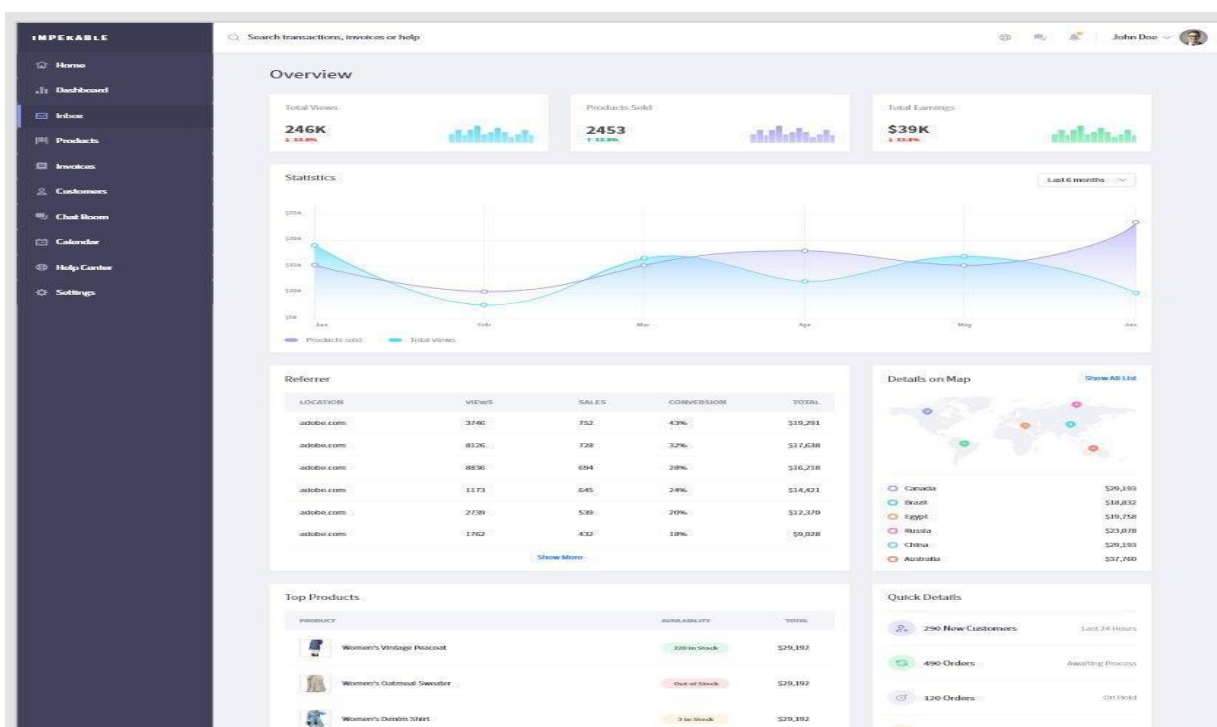 IMPEKABLE
Search transactions, invoices or help
John Doe
Home
Dashboard
Inbox
Products
Invoices
Customers
Chat Room
Calendar
Help Center
Settings
Overview
Total Views
246K
Products Sold
2453
Total Earnings
$39K
Statistics
Last 6 months
Jan Feb Mar Apr May Jun
Products sold Total views
Referrer
LOCATION VIEWS SALES CONVERSION TOTAL
adobe.com 3746 752 43% $19,291
adobe.com 8126 728 32% $17,638
adobe.com 8836 694 28% $16,218
adobe.com 1173 645 24% $14,421
adobe.com 2739 539 20% $12,370
adobe.com 1762 432 18% $9,928
Show More
Details on Map
Show All List
Canada $29,193
Brazil $18,832
Egypt $19,758
Russia $23,078
China $29,193
Australia $37,760
Top Products
PRODUCT AVAILABILITY TOTAL
Women's Vintage Peacoat 320 In Stock $29,192
Women's Oatmeal Sweater Out of Stock $29,192
Women's Denim Shirt 3 In Stock $29,192
Quick Details
290 New Customers Last 24 Hours
490 Orders Awaiting Process
120 Orders On Hold